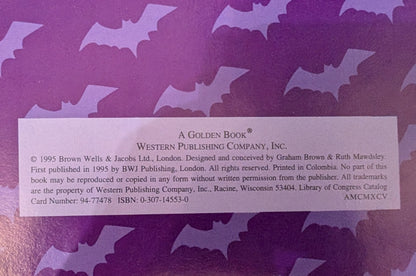 A GOLDEN BOOK®
WESTERN PUBLISHING COMPANY, INC.
© 1995 Brown Wells & Jacobs Ltd., London. Designed and conceived by Graham Brown & Ruth Mawdsley.
First published in 1995 by BWJ Publishing, London. All rights reserved. Printed in Colombia. No part of this
book may be reproduced or copied in any form without written permission from the publisher. All trademarks
are the property of Western Publishing Company, Inc., Racine, Wisconsin 53404. Library of Congress Catalog
Card Number: 94-77478 ISBN: 0-307-14553-0 AMCMXCV